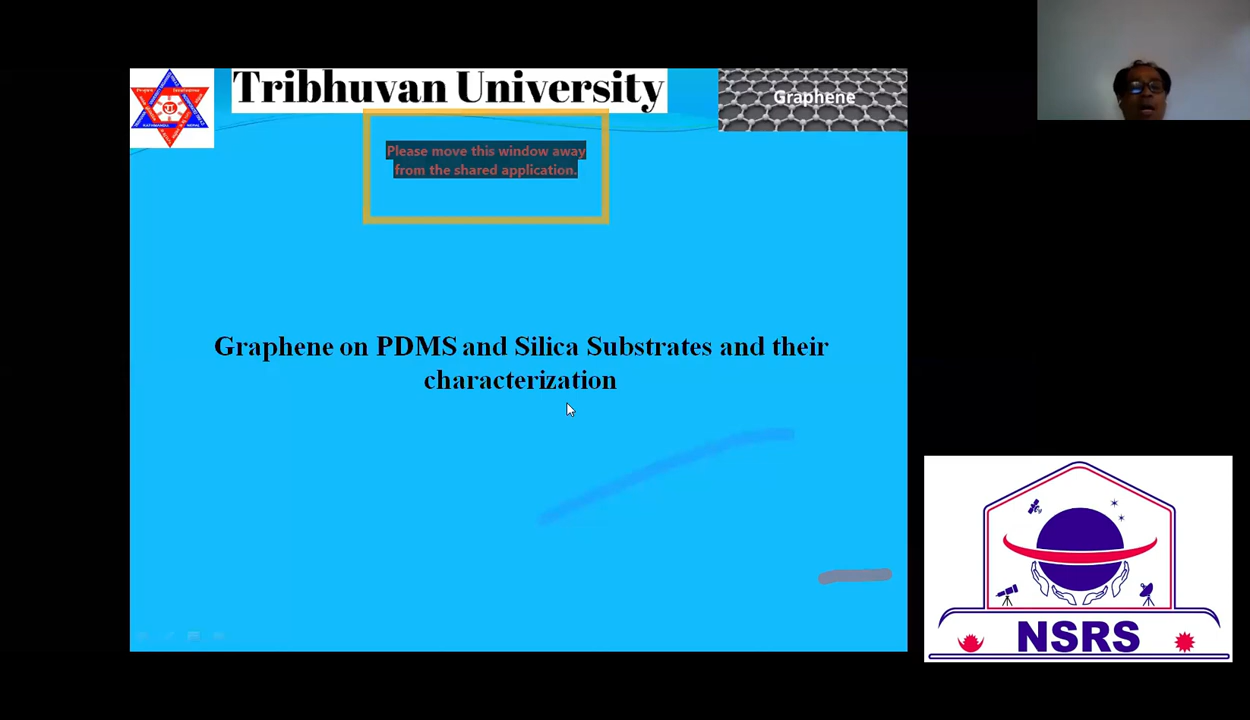 Tribhuvan University
Graphene
Please move this window away
from the shared application.
Graphene on PDMS and Silica Substrates and their
characterization
NSRS